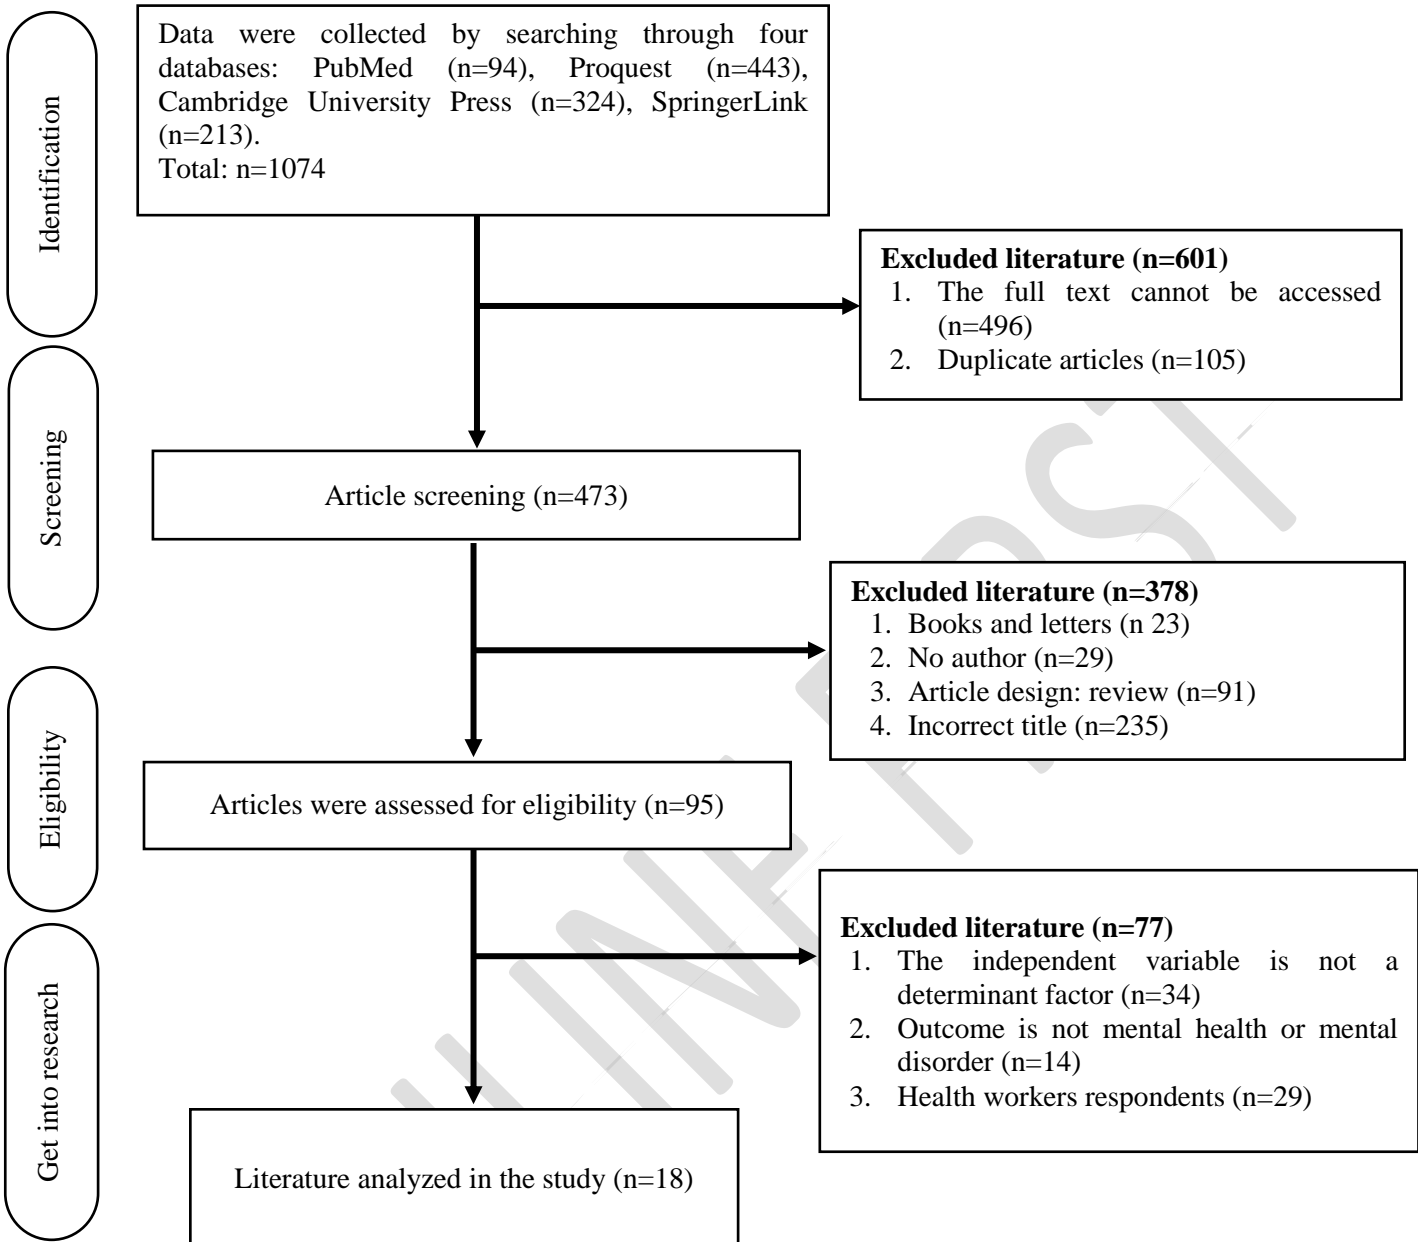 Identification
Data were collected by searching through four
databases: PubMed (n=94), Proquest (n=443),
Cambridge University Press (n=324), SpringerLink
(n=213).
Total: n=1074
Excluded literature (n=601)
1. The full text cannot be accessed
(n=496)
2. Duplicate articles (n=105)
Screening
Article screening (n=473)
Excluded literature (n=378)
1. Books and letters (n 23)
2. No author (n=29)
3. Article design: review (n=91)
4. Incorrect title (n=235)
Eligibility
Articles were assessed for eligibility (n=95)
Excluded literature (n=77)
1. The independent variable is not a
determinant factor (n=34)
2. Outcome is not mental health or mental
disorder (n=14)
3. Health workers respondents (n=29)
Get into research
Literature analyzed in the study (n=18)